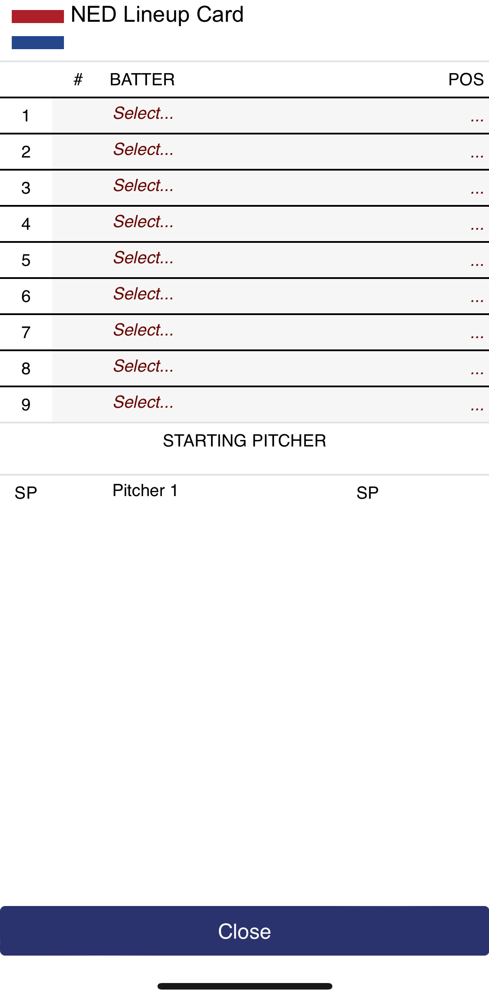 NED Lineup Card
# BATTER POS
1 Select... ...
2 Select... ...
3 Select... ...
4 Select... ...
5 Select... ...
6 Select... ...
7 Select... ...
8 Select... ...
9 Select... ...
STARTING PITCHER
SP Pitcher 1 SP
Close